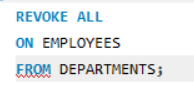 REVOKE ALL
ON EMPLOYEES
FROM DEPARTMENTS;